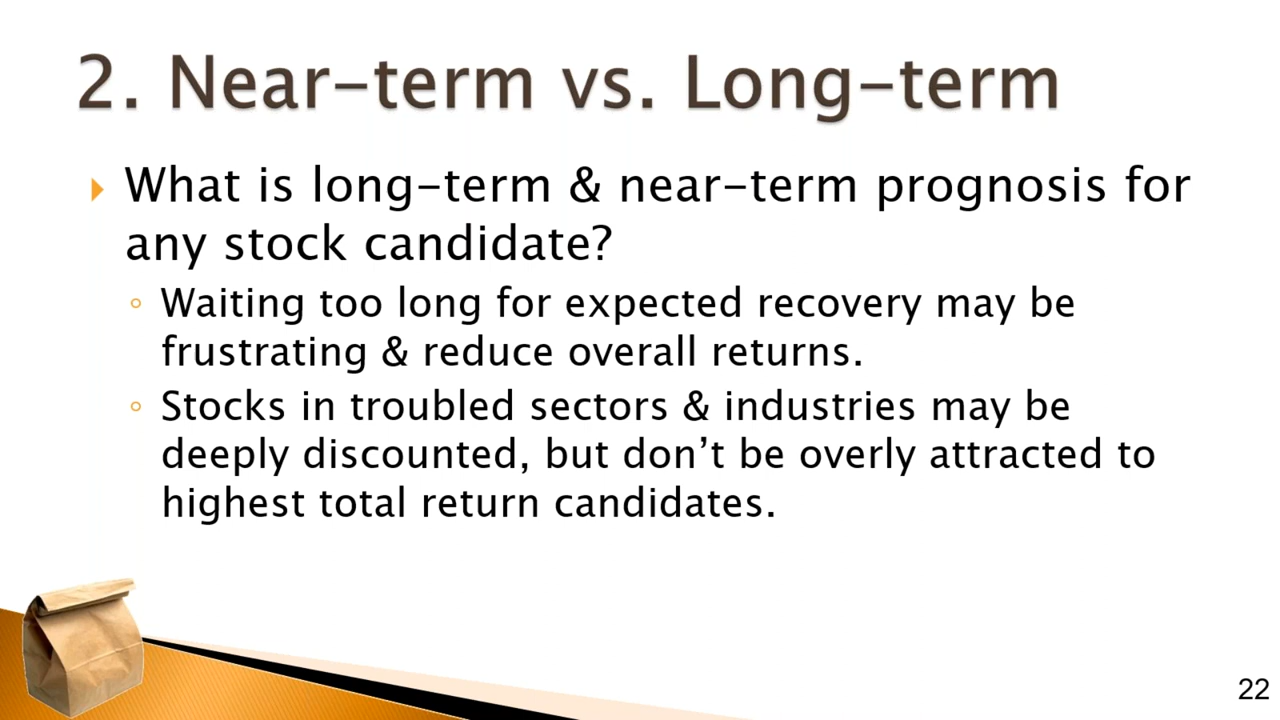 2. Near-term vs. Long-term
What is long-term & near-term prognosis for
any stock candidate?
Waiting too long for expected recovery may be
frustrating & reduce overall returns.
Stocks in troubled sectors & industries may be
deeply discounted, but don’t be overly attracted to
highest total return candidates.
22